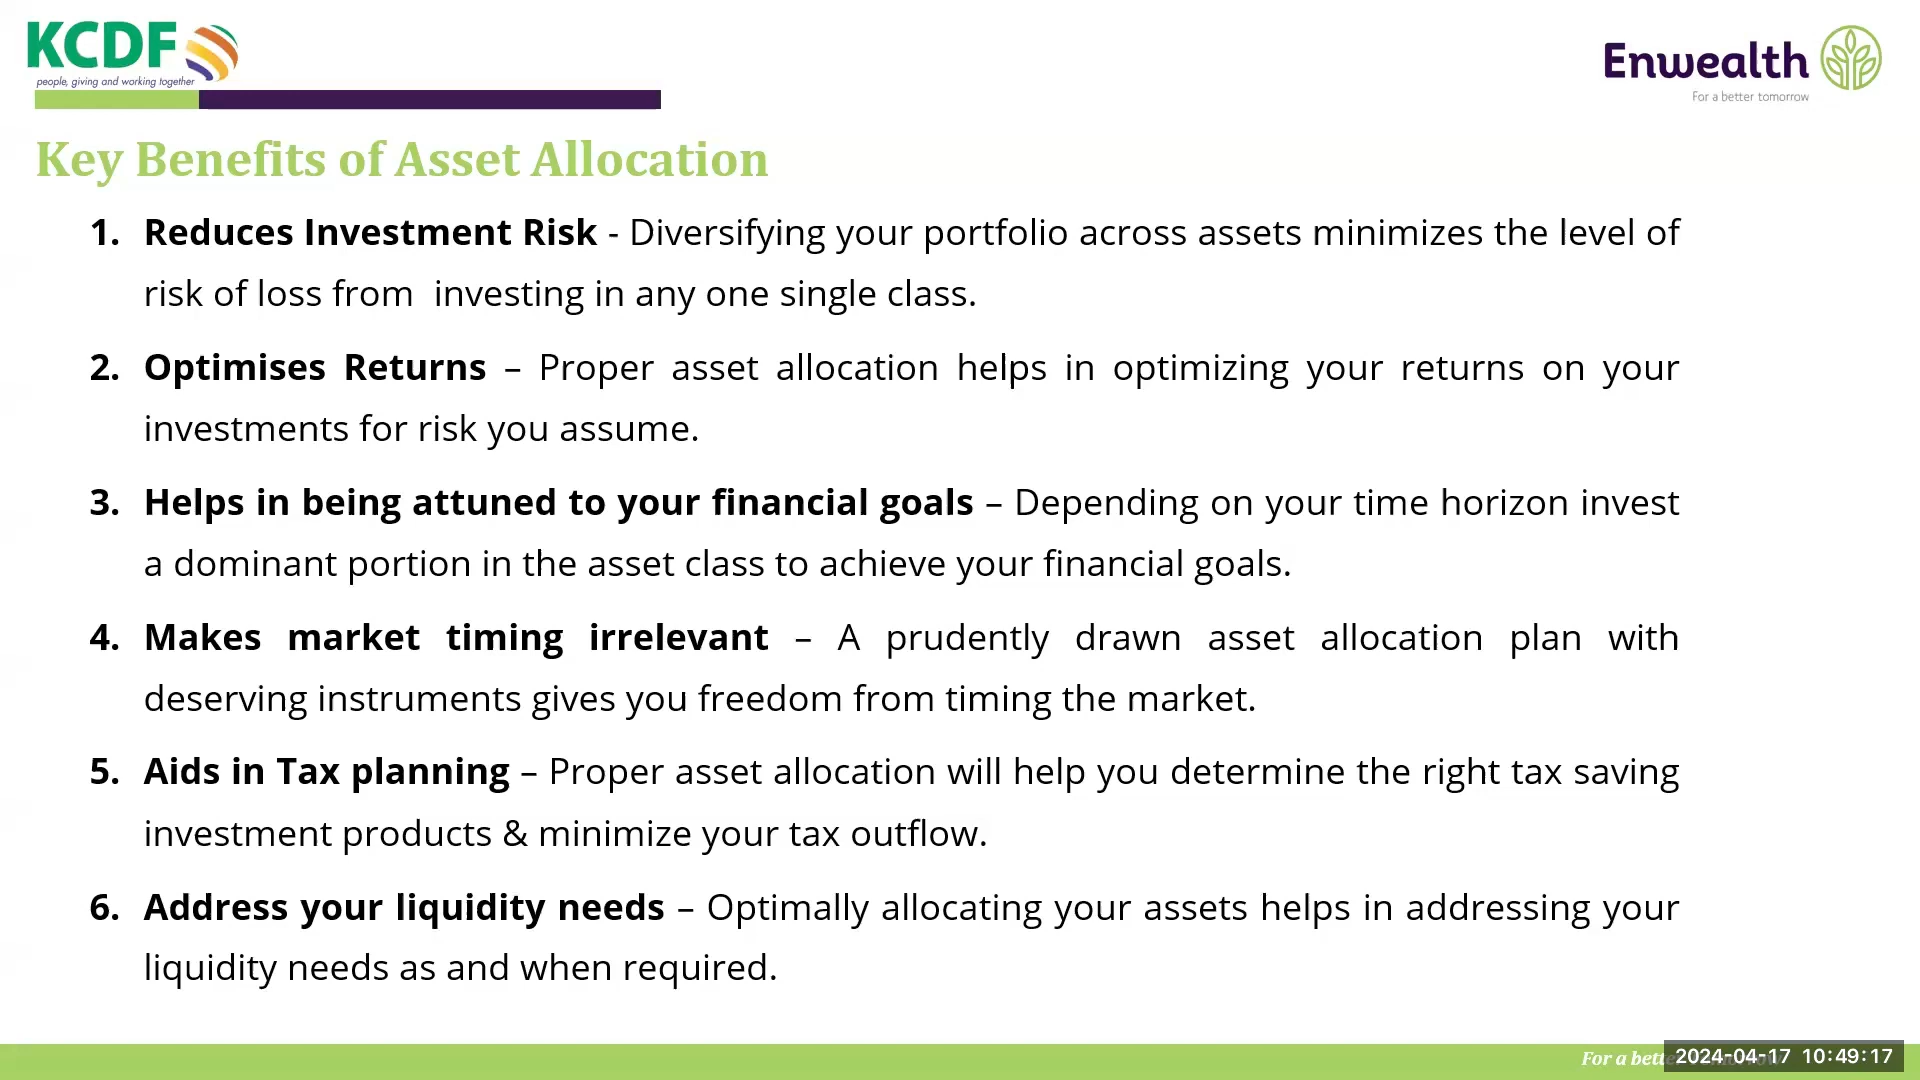 KCDF
people, giving and working together
Enwealth
For a better tomorrow
Key Benefits of Asset Allocation
1. Reduces Investment Risk - Diversifying your portfolio across assets minimizes the level of
risk of loss from  investing in any one single class.
2. Optimises Returns – Proper asset allocation helps in optimizing your returns on your
investments for risk you assume.
3. Helps in being attuned to your financial goals – Depending on your time horizon invest
a dominant portion in the asset class to achieve your financial goals.
4. Makes market timing irrelevant – A prudently drawn asset allocation plan with
deserving instruments gives you freedom from timing the market.
5. Aids in Tax planning – Proper asset allocation will help you determine the right tax saving
investment products & minimize your tax outflow.
6. Address your liquidity needs – Optimally allocating your assets helps in addressing your
liquidity needs as and when required.
For a
2024-04-17 10:49:17